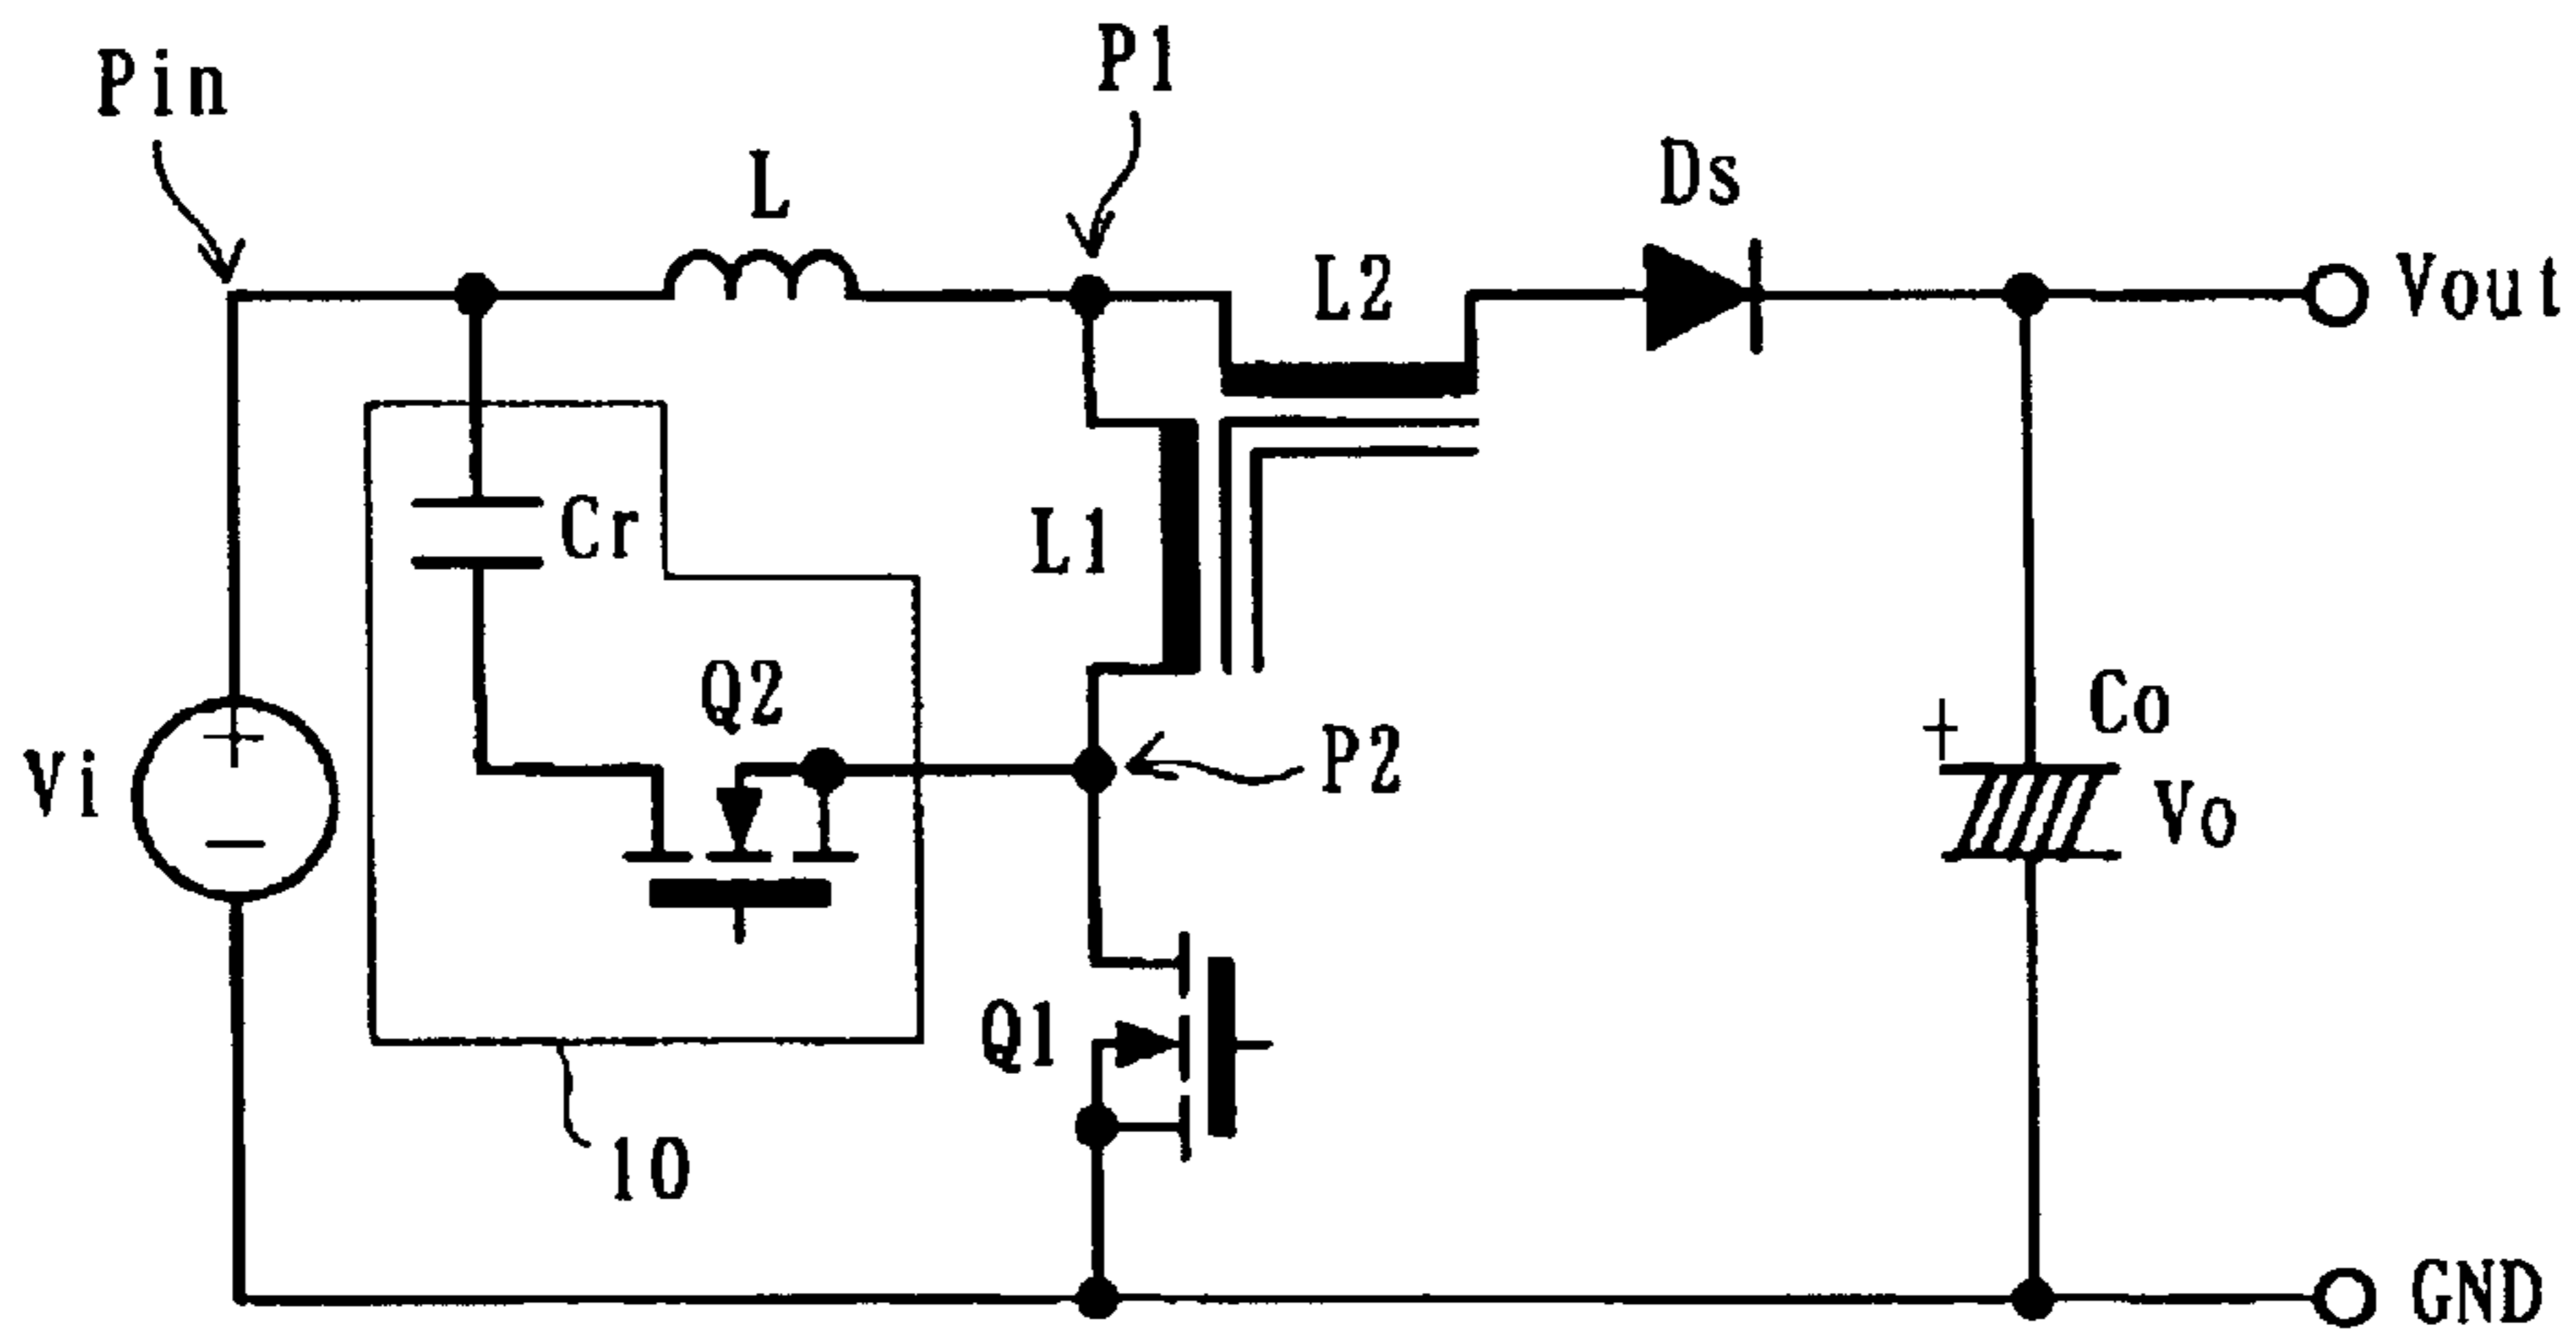 P1
Pin
L
Ds
L2
Vout
Cr
L1
Q2
Co
P2
Vi
Vo
+
−
+
Q1
10
GND